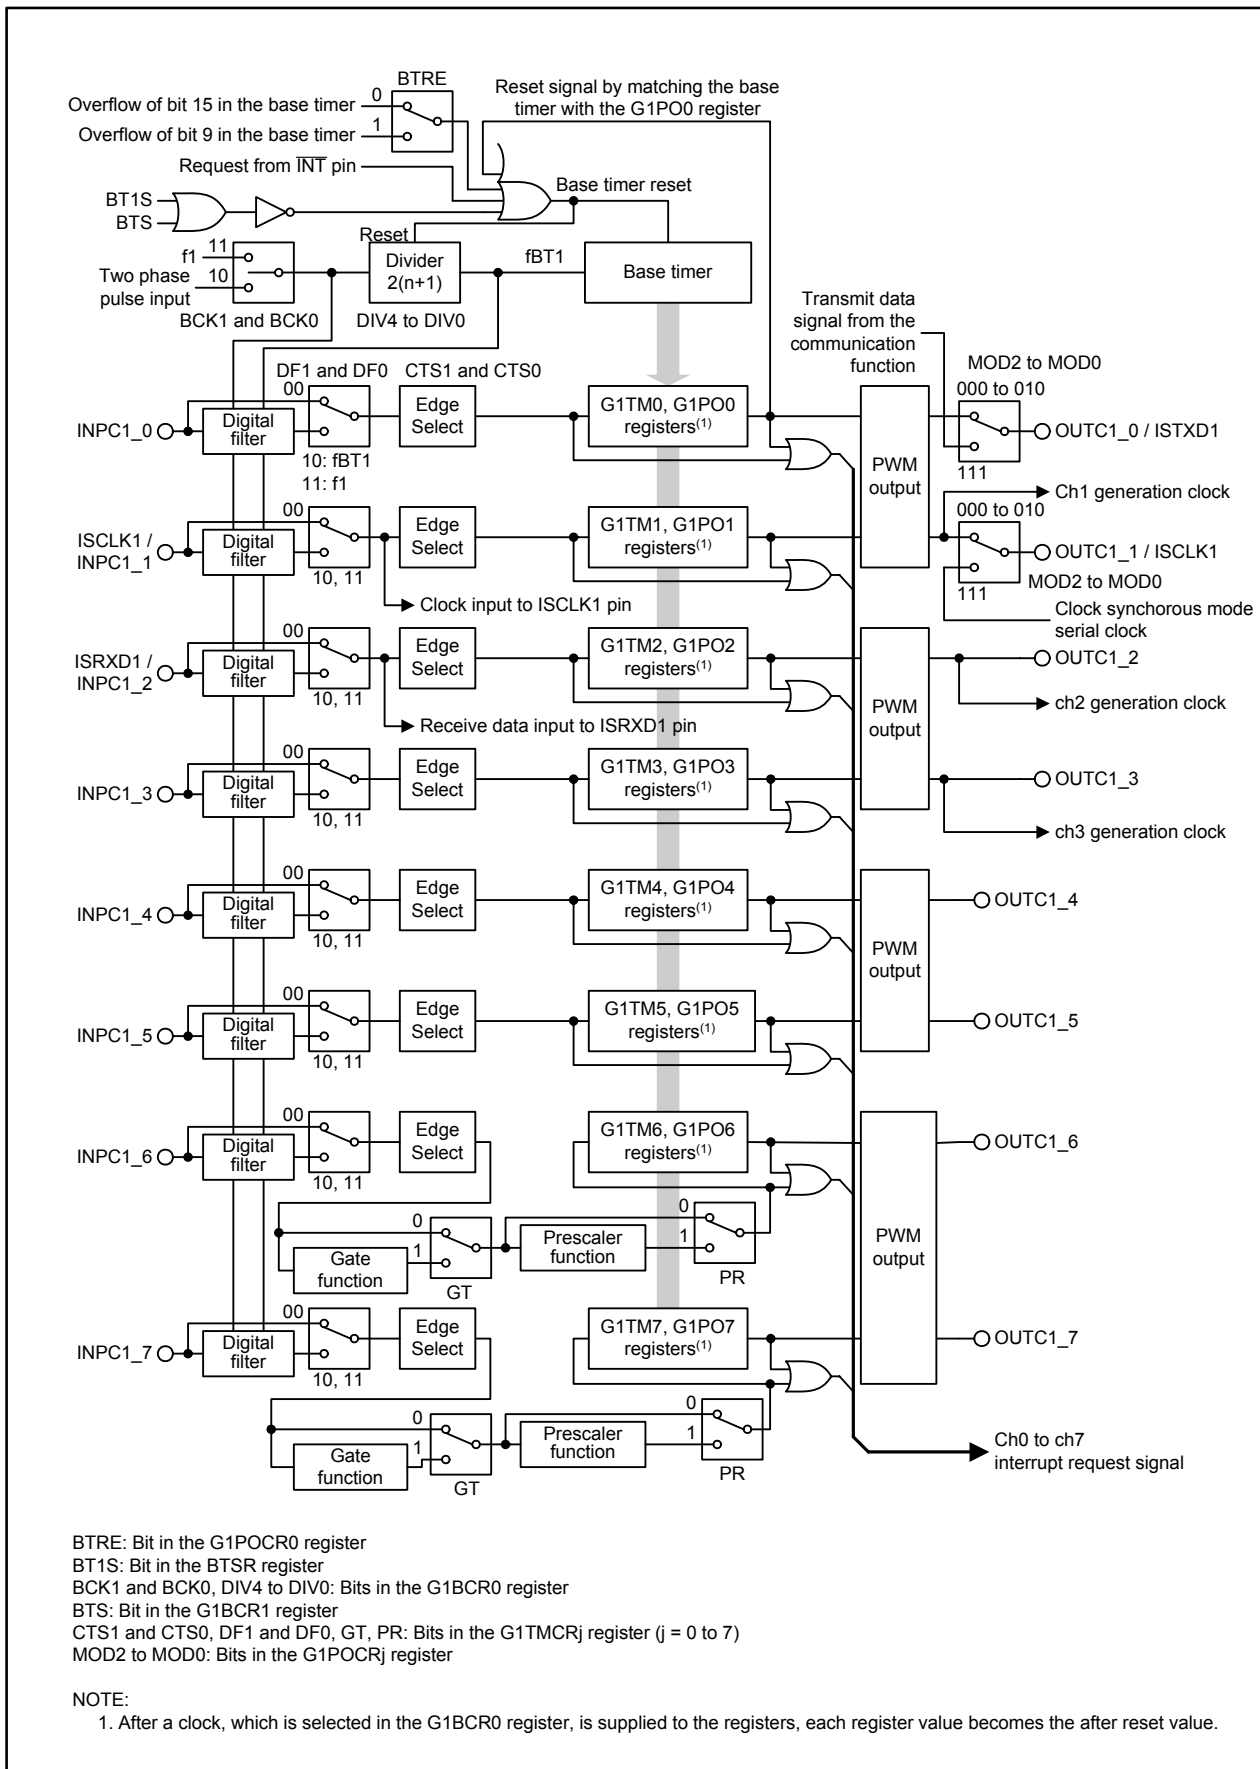 BTRE
Reset signal by matching the base
timer with the G1PO0 register
Overflow of bit 15 in the base timer
0
Overflow of bit 9 in the base timer
1
Request from INT pin
BT1S
BTS
Base timer reset
Reset
f1
11
Two phase
pulse input
10
BCK1 and BCK0
Divider
2(n+1)
DIV4 to DIV0
fBT1
Base timer
Transmit data
signal from the
communication
function
MOD2 to MOD0
000 to 010
DF1 and DF0
CTS1 and CTS0
00
INPC1_0
Digital
filter
10: fBT1
11: f1
Edge
Select
G1TM0, G1PO0
registers(1)
PWM
output
111
OUTC1_0 / ISTXD1
Ch1 generation clock
000 to 010
ISCLK1 /
INPC1_1
00
Digital
filter
10, 11
Edge
Select
G1TM1, G1PO1
registers(1)
OUTC1_1 / ISCLK1
MOD2 to MOD0
111
Clock input to ISCLK1 pin
Clock synchorous mode
serial clock
ISRXD1 /
INPC1_2
00
Digital
filter
10, 11
Edge
Select
G1TM2, G1PO2
registers(1)
PWM
output
OUTC1_2
ch2 generation clock
Receive data input to ISRXD1 pin
INPC1_3
00
Digital
filter
10, 11
Edge
Select
G1TM3, G1PO3
registers(1)
OUTC1_3
ch3 generation clock
INPC1_4
00
Digital
filter
10, 11
Edge
Select
G1TM4, G1PO4
registers(1)
PWM
output
OUTC1_4
INPC1_5
00
Digital
filter
10, 11
Edge
Select
G1TM5, G1PO5
registers(1)
OUTC1_5
INPC1_6
00
Digital
filter
10, 11
Edge
Select
G1TM6, G1PO6
registers(1)
PWM
output
OUTC1_6
0
Gate
function
1
GT
Prescaler
function
0
1
PR
INPC1_7
00
Digital
filter
10, 11
Edge
Select
G1TM7, G1PO7
registers(1)
OUTC1_7
0
Gate
function
1
GT
Prescaler
function
0
1
PR
Ch0 to ch7
interrupt request signal
BTRE: Bit in the G1POCR0 register
BT1S: Bit in the BTSR register
BCK1 and BCK0, DIV4 to DIV0: Bits in the G1BCR0 register
BTS: Bit in the G1BCR1 register
CTS1 and CTS0, DF1 and DF0, GT, PR: Bits in the G1TMCRj register (j = 0 to 7)
MOD2 to MOD0: Bits in the G1POCRj register
NOTE:
1. After a clock, which is selected in the G1BCR0 register, is supplied to the registers, each register value becomes the after reset value.